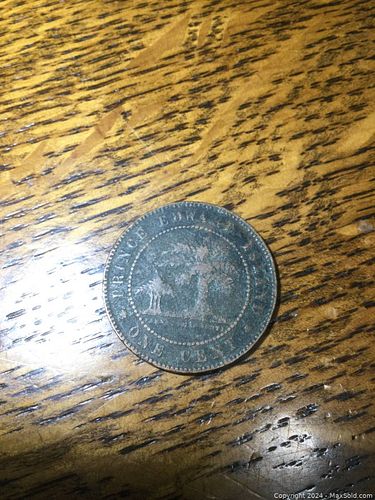 PRINCE EDWARD ISLAND
ONE CENT
Copyright 2024 - MaxSold.com